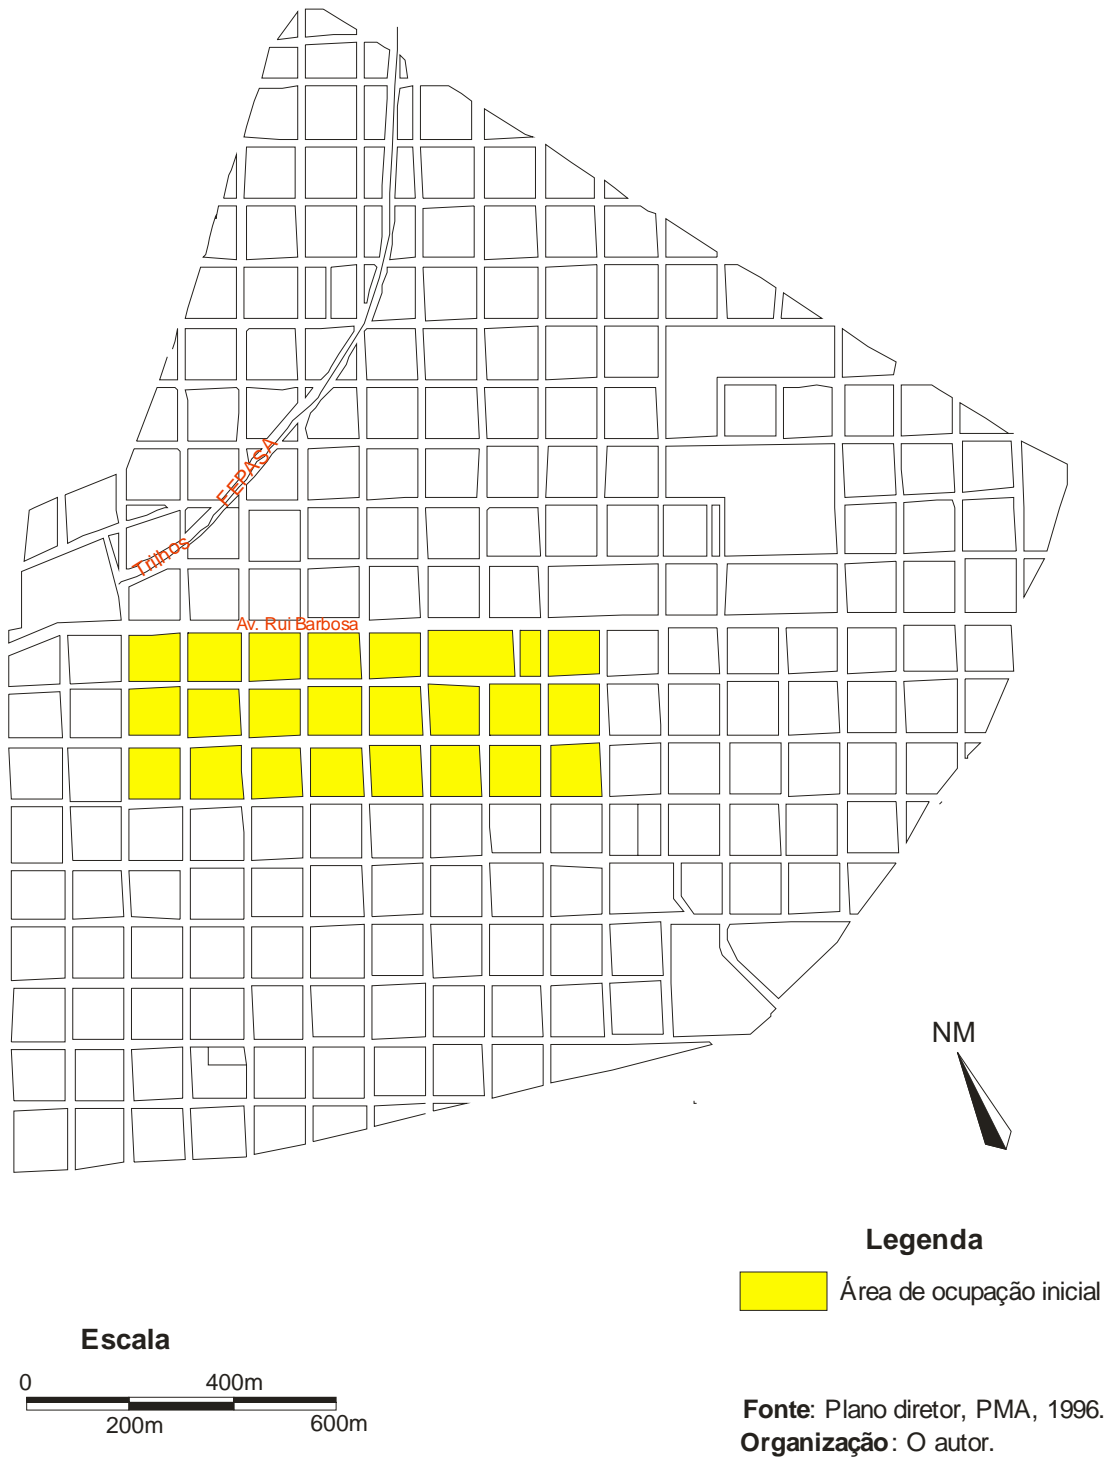 FEPASA
Trilhos
Av. Rui Barbosa
NM
Legenda
Área de ocupação inicial
Escala
0 400m
200m 600m
Fonte: Plano diretor, PMA, 1996.
Organização: O autor.